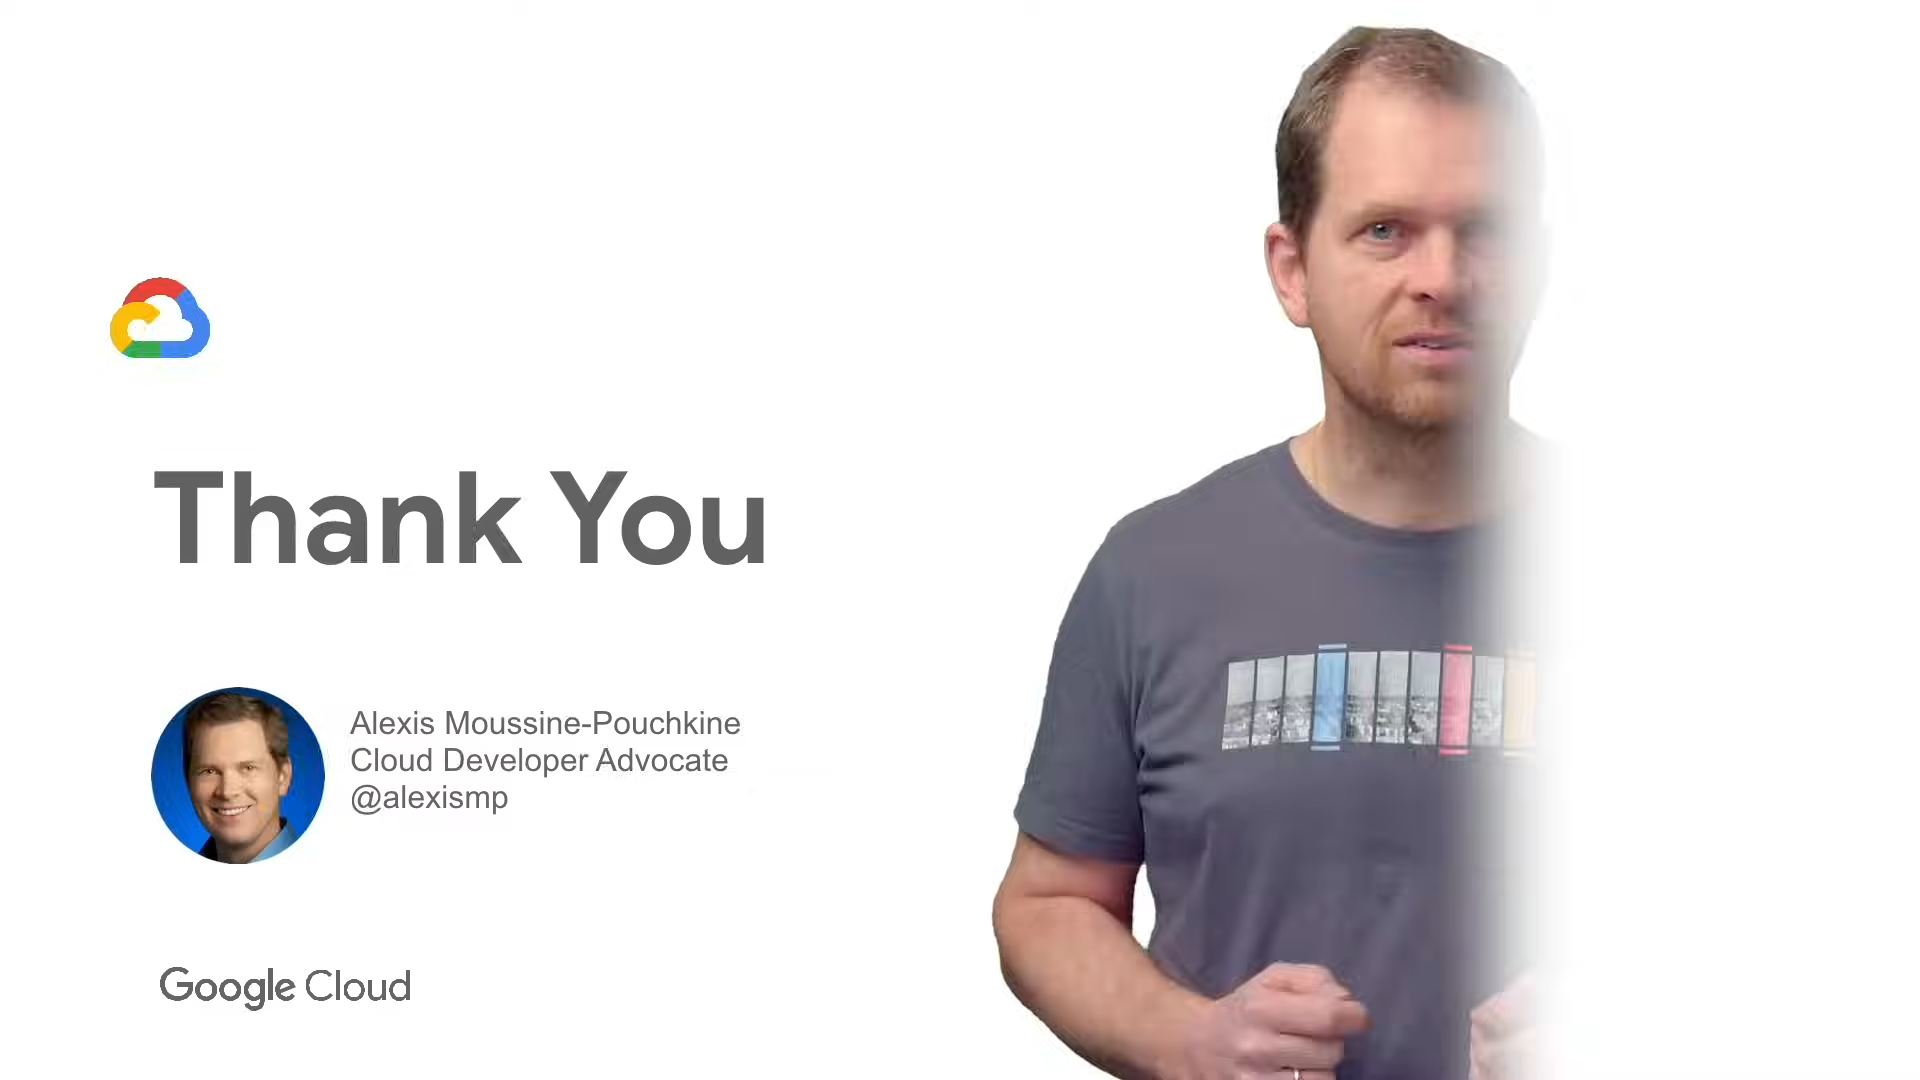 Thank You
Alexis Moussine-Pouchkine
Cloud Developer Advocate
@alexismp
Google Cloud